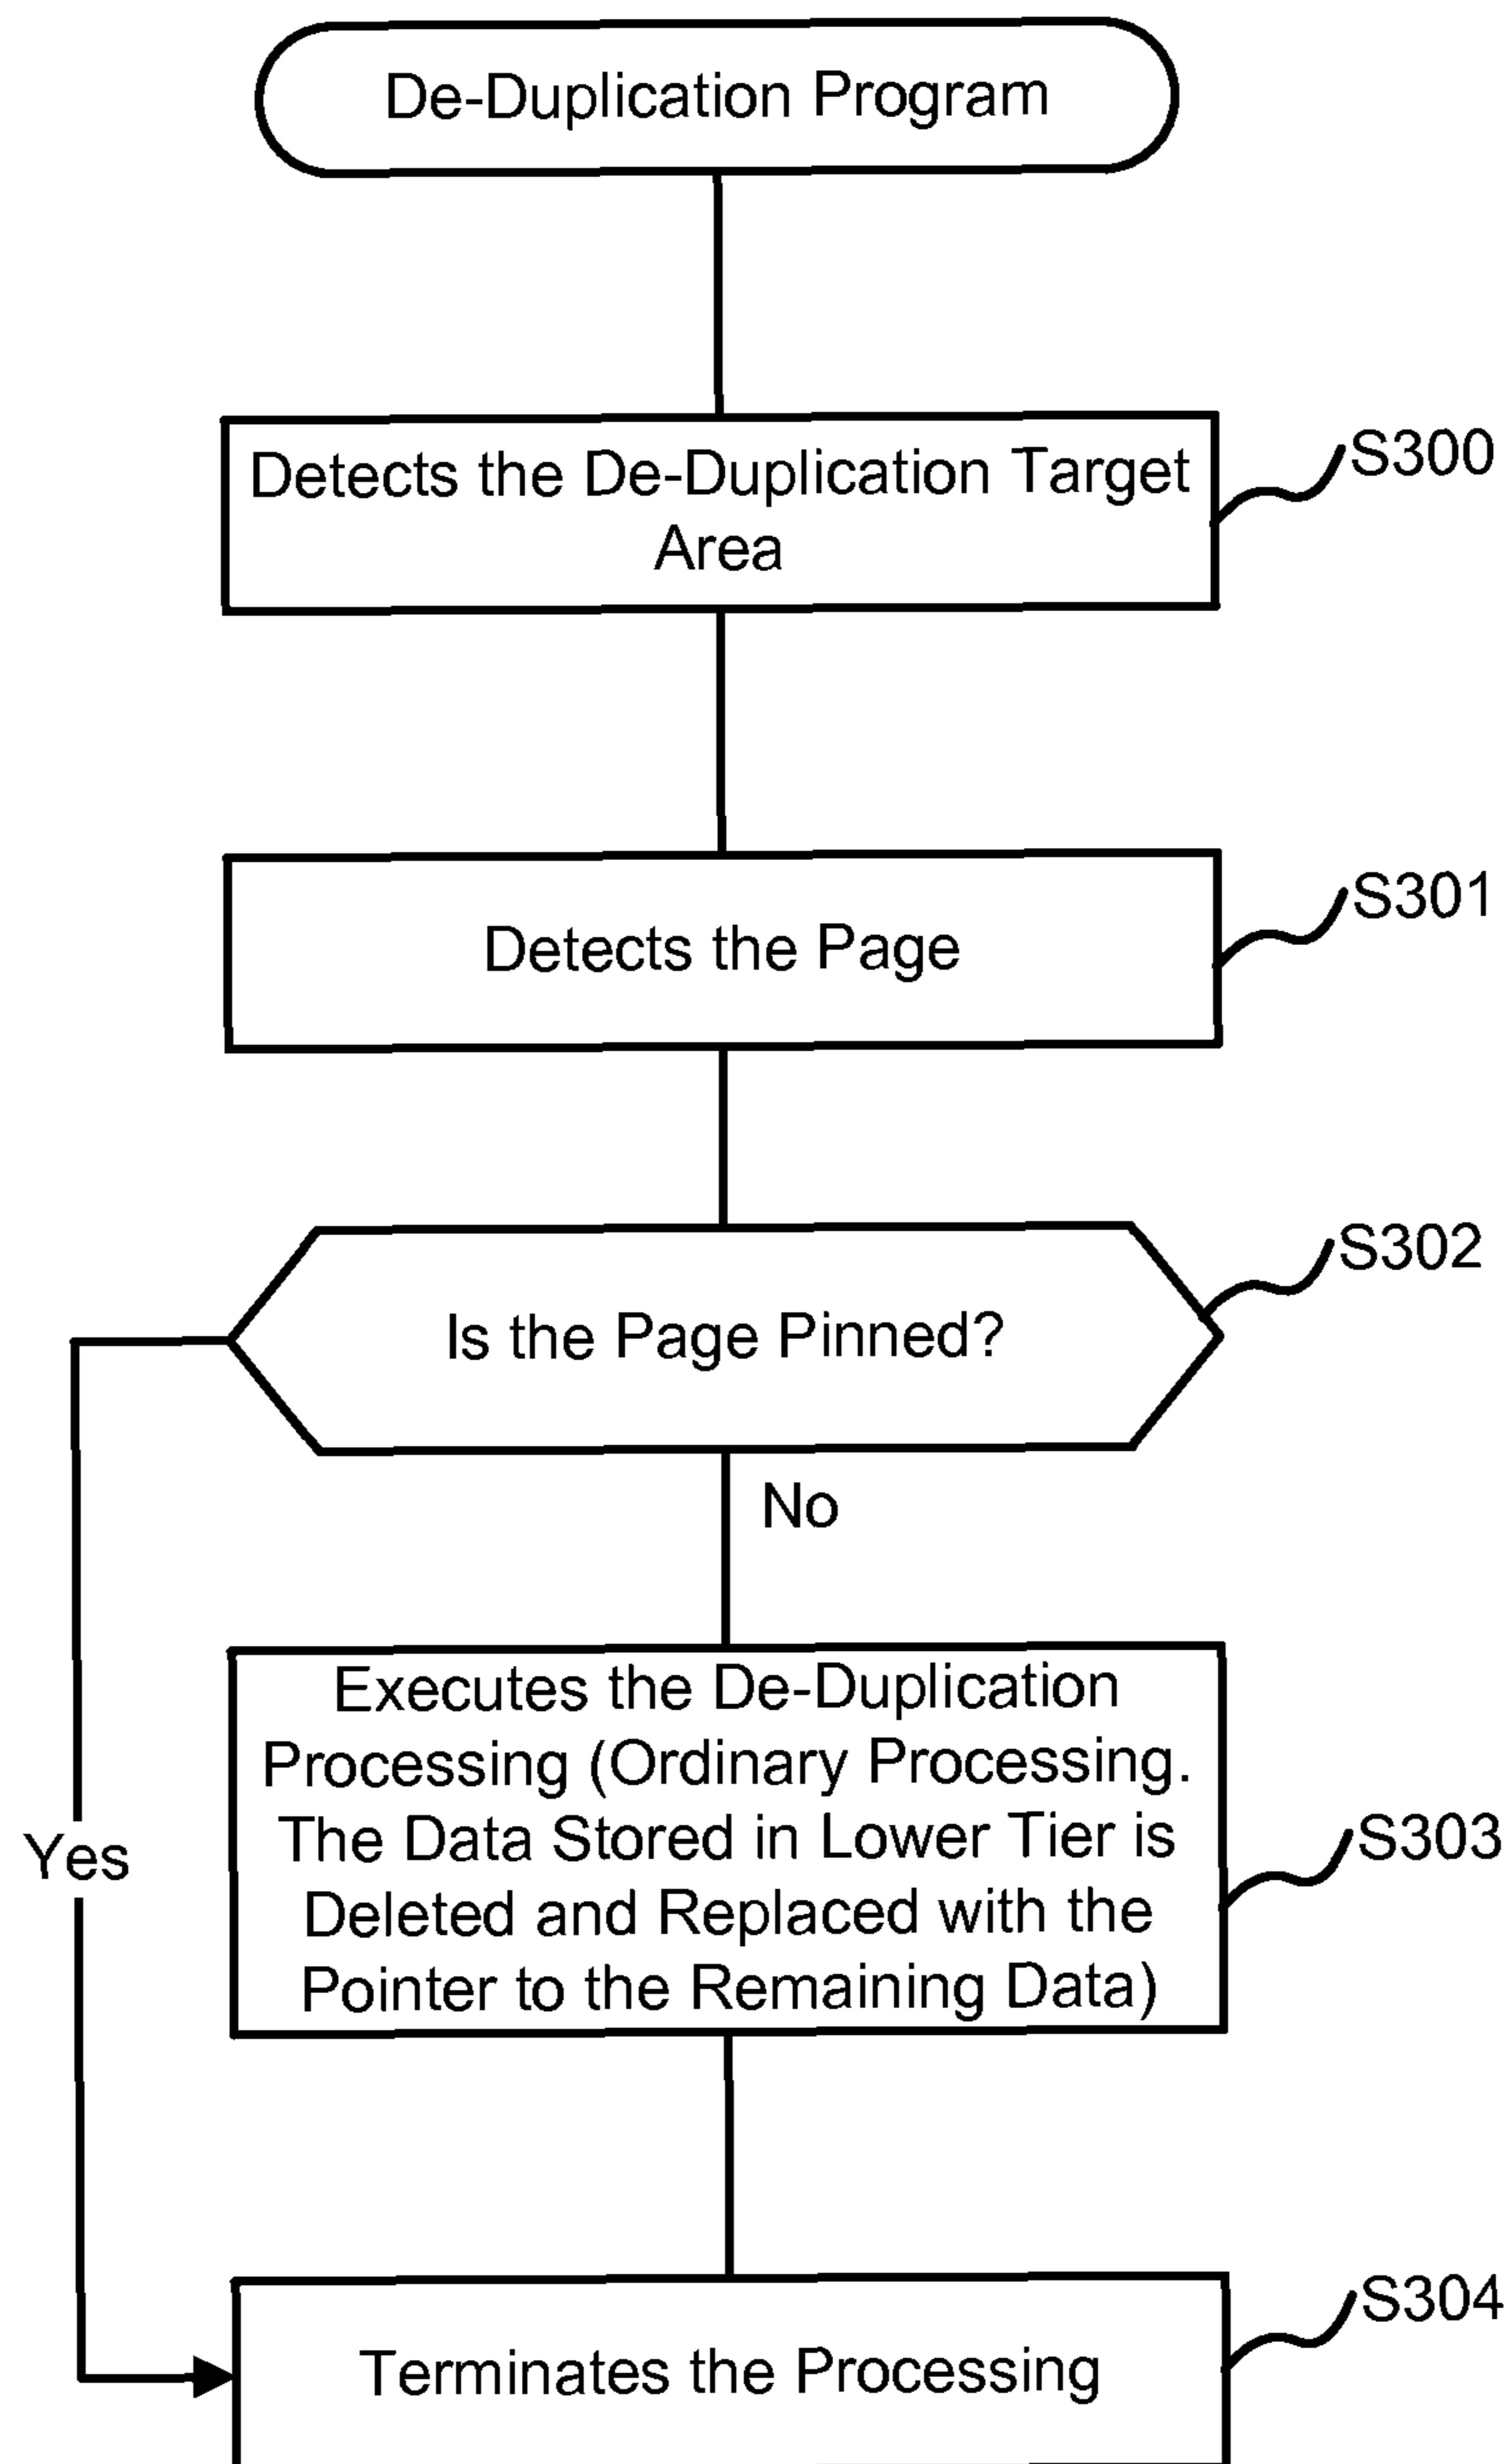 De-Duplication Program
Detects the De-Duplication Target
Area
S300
Detects the Page
S301
Is the Page Pinned?
S302
No
Yes
Executes the De-Duplication
Processing (Ordinary Processing.
The Data Stored in Lower Tier is
Deleted and Replaced with the
Pointer to the Remaining Data)
S303
Terminates the Processing
S304